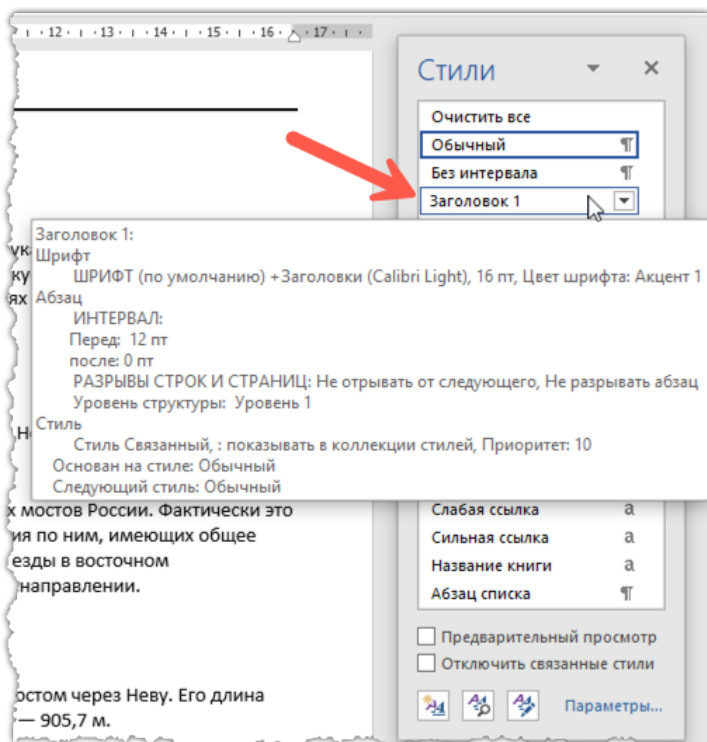 · 12 · ı · 13 · ı · 14 · ı · 15 · ı · 16 · · 17 · ı ·
Стили
Очистить все
Обычный ¶
Без интервала ¶
Заголовок 1
Заголовок 1:
Шрифт
ШРИФТ (по умолчанию) +Заголовки (Calibri Light), 16 пт, Цвет шрифта: Акцент 1
Абзац
ИНТЕРВАЛ:
Перед: 12 пт
после: 0 пт
РАЗРЫВЫ СТРОК И СТРАНИЦ: Не отрывать от следующего, Не разрывать абзац
Уровень структуры: Уровень 1
Стиль
Стиль Связанный, : показывать в коллекции стилей, Приоритет: 10
Основан на стиле: Обычный
Следующий стиль: Обычный
х мостов России. Фактически это
ия по ним, имеющих общее
езды в восточном
направлении.
остом через Неву. Его длина
— 905,7 м.
Слабая ссылка a
Сильная ссылка a
Название книги a
Абзац списка ¶
Предварительный просмотр
Отключить связанные стили
Параметры...